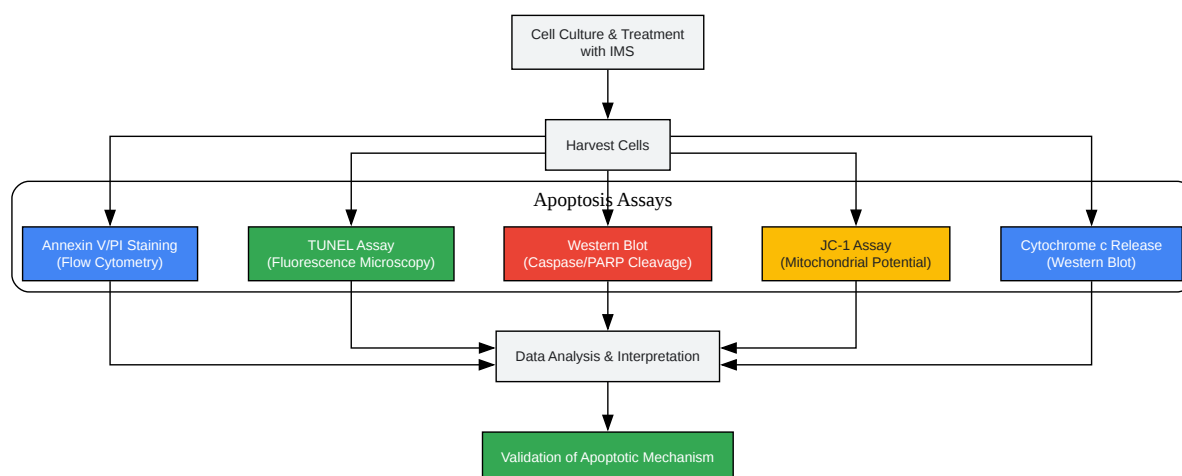 Cell Culture & Treatment
with IMS
Harvest Cells
Apoptosis Assays
Annexin V/PI Staining
(Flow Cytometry)
TUNEL Assay
(Fluorescence Microscopy)
Western Blot
(Caspase/PARP Cleavage)
JC-1 Assay
(Mitochondrial Potential)
Cytochrome c Release
(Western Blot)
Data Analysis & Interpretation
Validation of Apoptotic Mechanism